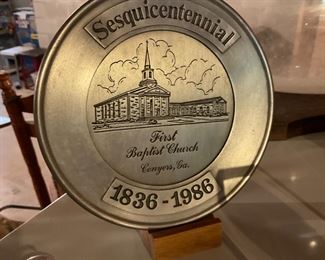 Sesquicentennial
First
Baptist Church
Conyers, Ga.
1836-1986